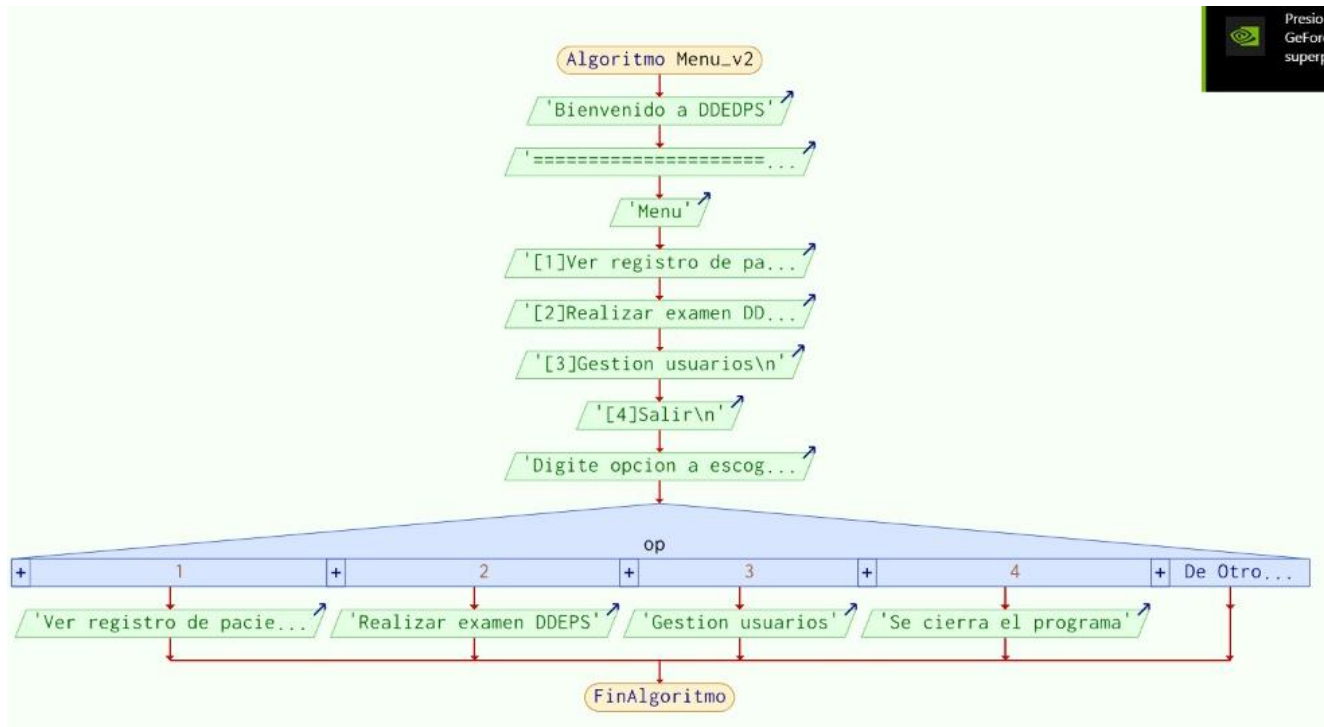 Presio
GeFor
superp
Algoritmo Menu_v2
'Bienvenido a DDEDPS'
'=====================...
'Menu'
'[1]Ver registro de pa...
'[2]Realizar examen DD...
'[3]Gestion usuarios\n'
'[4]Salir\n'
'Digite opcion a escog...
op
+ 1 + 2 + 3 + 4 + De Otro...
'Ver registro de pacie... 'Realizar examen DDEPS' 'Gestion usuarios' 'Se cierra el programa'
FinAlgoritmo